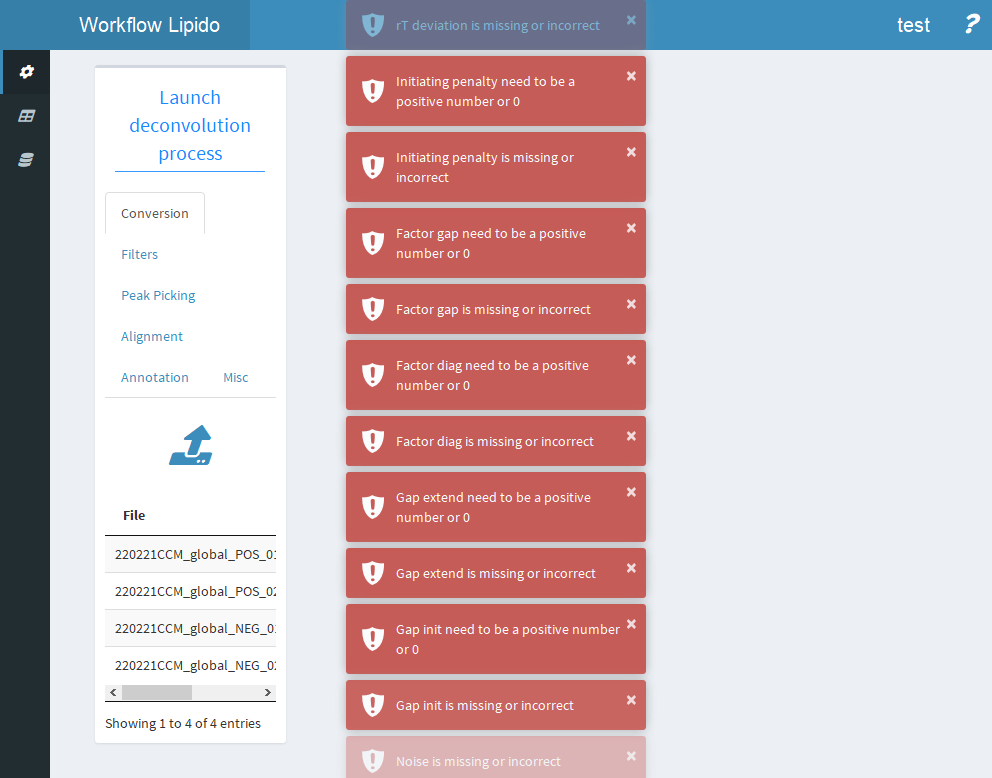 Workflow Lipido
test
?
Launch
deconvolution
process
Conversion
Filters
Peak Picking
Alignment
Annotation Misc
File
220221CCM_global_POS_01
220221CCM_global_POS_02
220221CCM_global_NEG_01
220221CCM_global_NEG_02
Showing 1 to 4 of 4 entries
rT deviation is missing or incorrect ×
Initiating penalty need to be a ×
positive number or 0
Initiating penalty is missing or ×
incorrect
Factor gap need to be a positive ×
number or 0
Factor gap is missing or incorrect ×
Factor diag need to be a positive ×
number or 0
Factor diag is missing or incorrect ×
Gap extend need to be a positive ×
number or 0
Gap extend is missing or incorrect ×
Gap init need to be a positive number ×
or 0
Gap init is missing or incorrect ×
Noise is missing or incorrect ×